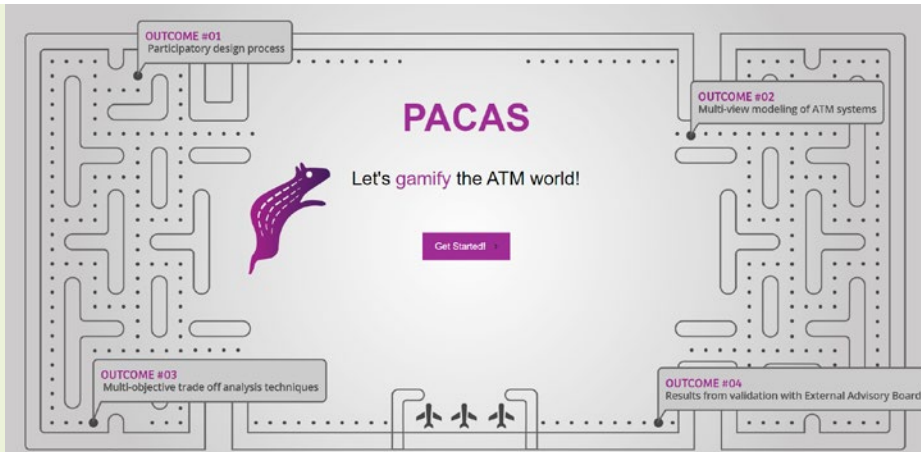 OUTCOME #01
Participatory design process
OUTCOME #02
Multi-view modeling of ATM systems
PACAS
Let's gamify the ATM world!
Get Started!
OUTCOME #03
Multi-objective trade off analysis techniques
OUTCOME #04
Results from validation with External Advisory Board